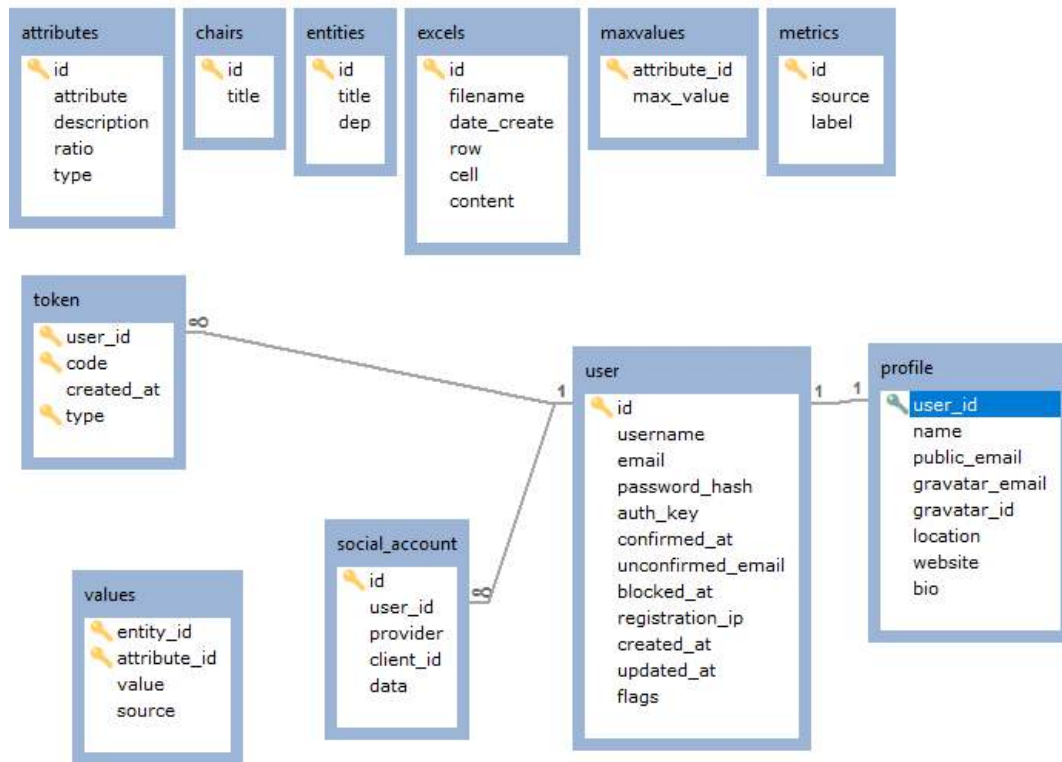 attributes
id
attribute
description
ratio
type
chairs
id
title
entities
id
title
dep
excels
id
filename
date_create
row
cell
content
maxvalues
attribute_id
max_value
metrics
id
source
label
token
user_id
code
created_at
type
∞
1
user
id
username
email
password_hash
auth_key
confirmed_at
unconfirmed_email
blocked_at
registration_ip
created_at
updated_at
flags
1
1
profile
user_id
name
public_email
gravatar_email
gravatar_id
location
website
bio
social_account
id
user_id
provider
client_id
data
∞
values
entity_id
attribute_id
value
source